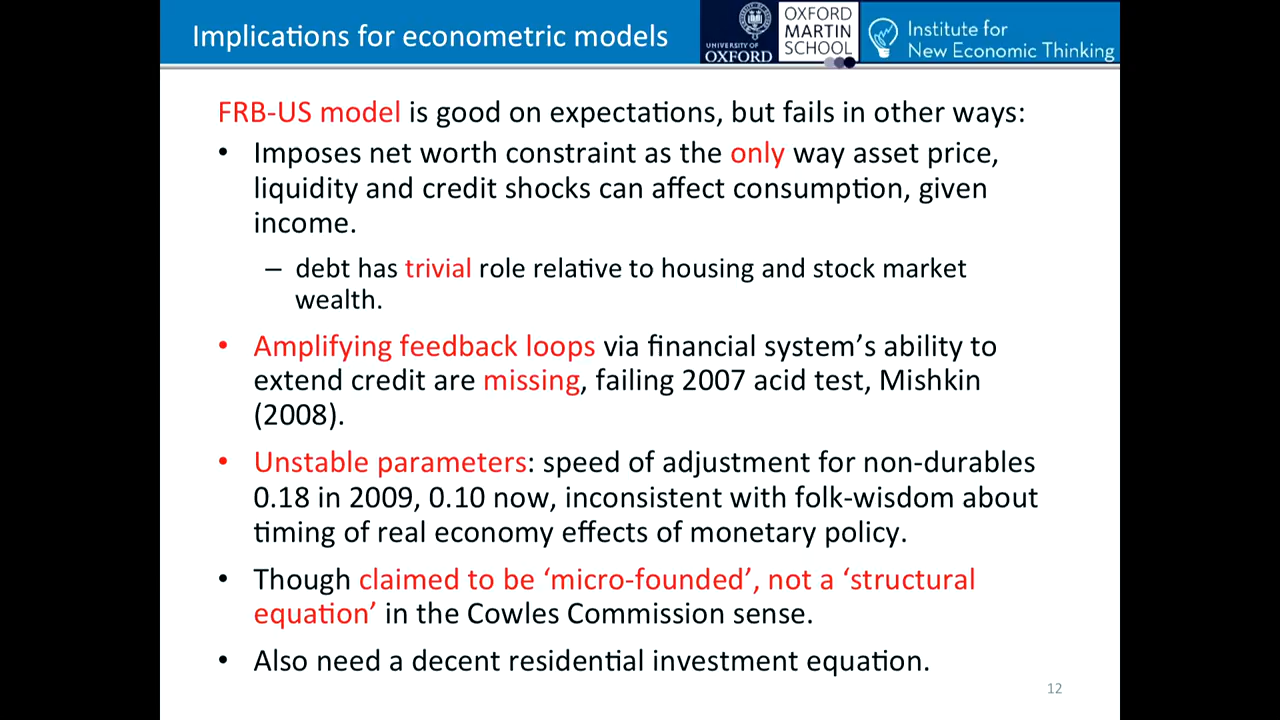 Implications for econometric models
UNIVERSITY OF
OXFORD
OXFORD
MARTIN
SCHOOL
Institute for
New Economic Thinking
FRB-US model is good on expectations, but fails in other ways:
• Imposes net worth constraint as the only way asset price,
liquidity and credit shocks can affect consumption, given
income.
– debt has trivial role relative to housing and stock market
wealth.
• Amplifying feedback loops via financial system’s ability to
extend credit are missing, failing 2007 acid test, Mishkin
(2008).
• Unstable parameters: speed of adjustment for non-durables
0.18 in 2009, 0.10 now, inconsistent with folk-wisdom about
timing of real economy effects of monetary policy.
• Though claimed to be ‘micro-founded’, not a ‘structural
equation’ in the Cowles Commission sense.
• Also need a decent residential investment equation.
12